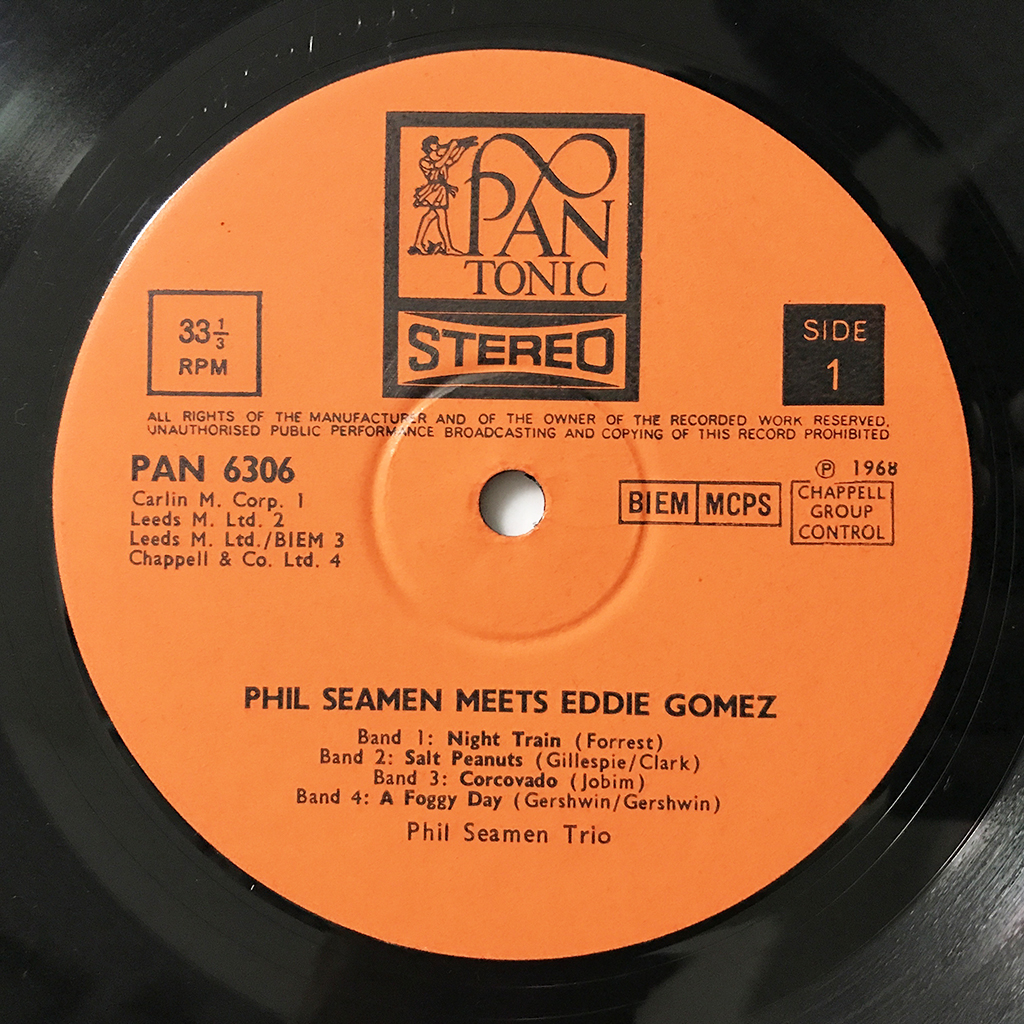 PAN
TONIC
STEREO
33 1/3
RPM
SIDE
1
ALL RIGHTS OF THE MANUFACTURER AND OF THE OWNER OF THE RECORDED WORK RESERVED.
UNAUTHORISED PUBLIC PERFORMANCE BROADCASTING AND COPYING OF THIS RECORD PROHIBITED
PAN 6306
Carlin M. Corp. 1
Leeds M. Ltd. 2
Leeds M. Ltd./BIEM 3
Chappell & Co. Ltd. 4
℗ 1968
BIEM MCPS
CHAPPELL
GROUP
CONTROL
PHIL SEAMEN MEETS EDDIE GOMEZ
Band 1: Night Train (Forrest)
Band 2: Salt Peanuts (Gillespie/Clark)
Band 3: Corcovado (Jobim)
Band 4: A Foggy Day (Gershwin/Gershwin)
Phil Seamen Trio